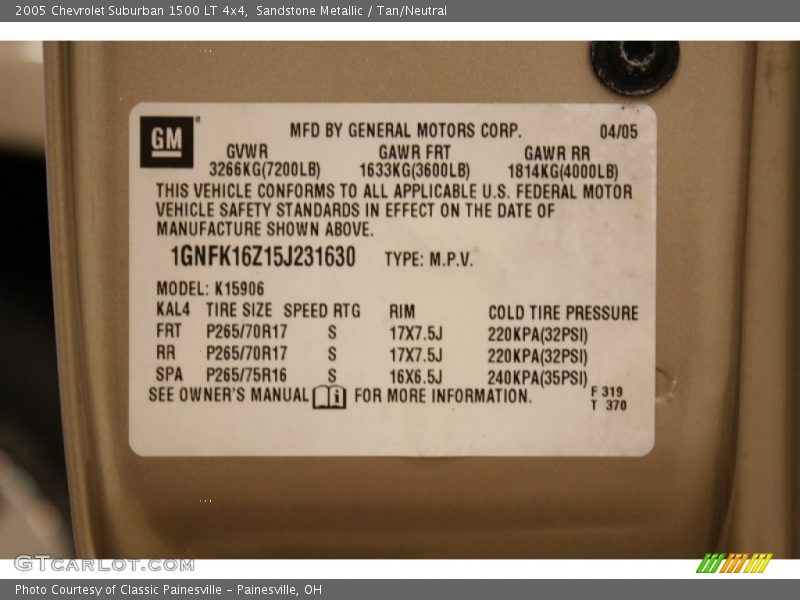 2005 Chevrolet Suburban 1500 LT 4x4, Sandstone Metallic / Tan/Neutral
GM
MFD BY GENERAL MOTORS CORP. 04/05
GVWR GAWR FRT GAWR RR
3266KG(7200LB) 1633KG(3600LB) 1814KG(4000LB)
THIS VEHICLE CONFORMS TO ALL APPLICABLE U.S. FEDERAL MOTOR
VEHICLE SAFETY STANDARDS IN EFFECT ON THE DATE OF
MANUFACTURE SHOWN ABOVE.
1GNFK16Z15J231630 TYPE: M.P.V.
MODEL: K15906
KAL4 TIRE SIZE SPEED RTG RIM COLD TIRE PRESSURE
FRT P265/70R17 S 17X7.5J 220KPA(32PSI)
RR P265/70R17 S 17X7.5J 220KPA(32PSI)
SPA P265/75R16 S 16X6.5J 240KPA(35PSI)
SEE OWNER'S MANUAL i FOR MORE INFORMATION.
F 319
T 370
GTCARLOT.COM
Photo Courtesy of Classic Painesville - Painesville, OH